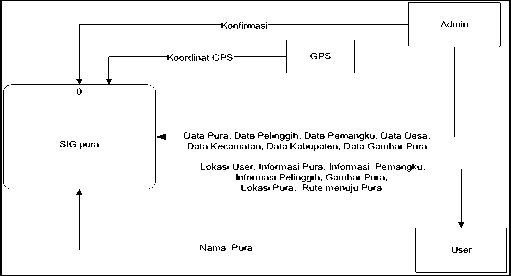 Konfirmasi
Admin
Koordinat GPS
GPS
0
SIG pura
Data Pura, Data Pelinggih, Data Pemangku, Data Desa,
Data Kecamatan, Data Kabupaten, Data Gambar Pura
Lokasi User, Informasi Pura, Informasi Pemangku,
Informasi Pelinggih, Gambar Pura,
Lokasi Pura, Rute menuju Pura
Nama Pura
User